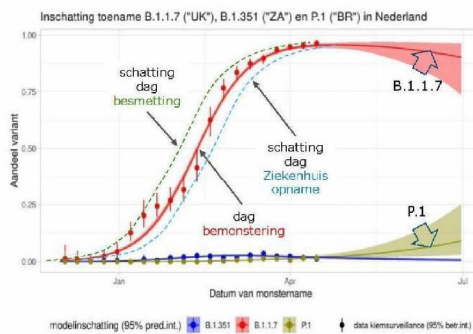 Inschatting toename B.1.1.7 ("UK"), B.1.351 ("ZA") en P.1 ("BR") in Nederland
1.00
0.75
0.50
0.25
0.00
Aandeel variant
schatting
dag
besmetting
B.1.1.7
schatting
dag
Ziekenhuis
opname
dag
bemonstering
P.1
Jan
Apr
Jul
Datum van monstername
modelinschatting (95% pred.int.)
B.1.351
B.1.1.7
P.1
data kiemsurveillance (95% betr.int.)